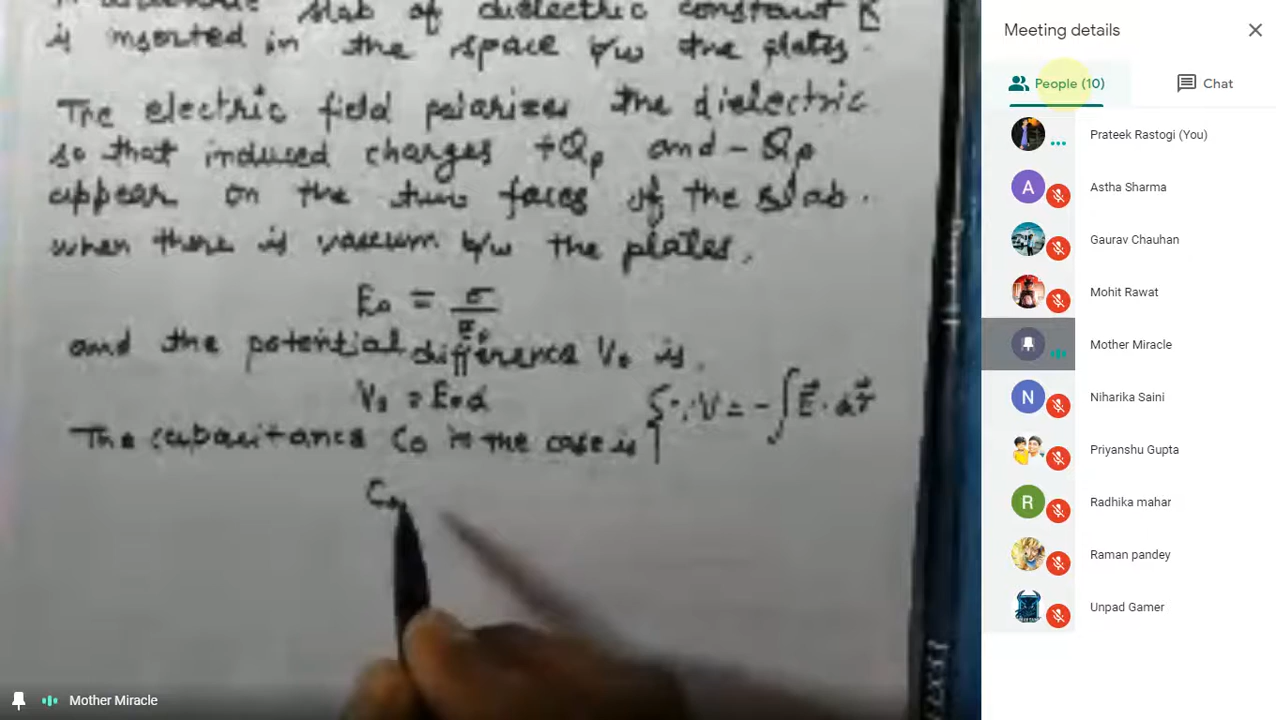 slab of dielectric constant K
is inserted in the space b/w the plates.
The electric field polarizes the dielectric
so that induced charges +Qp and -Qp
appear on the two faces of the slab.
when there is vacuum b/w the plates.
E₀ = σ/ε₀
and the potential difference V₀ is.
V₀ = E₀d
{∵ V = -∫E⃗.dr⃗
The capacitance C₀ in the case is
C₀
Mother Miracle
Meeting details
People (10)
Chat
Prateek Rastogi (You)
A
Astha Sharma
Gaurav Chauhan
Mohit Rawat
Mother Miracle
N
Niharika Saini
Priyanshu Gupta
R
Radhika mahar
Raman pandey
Unpad Gamer